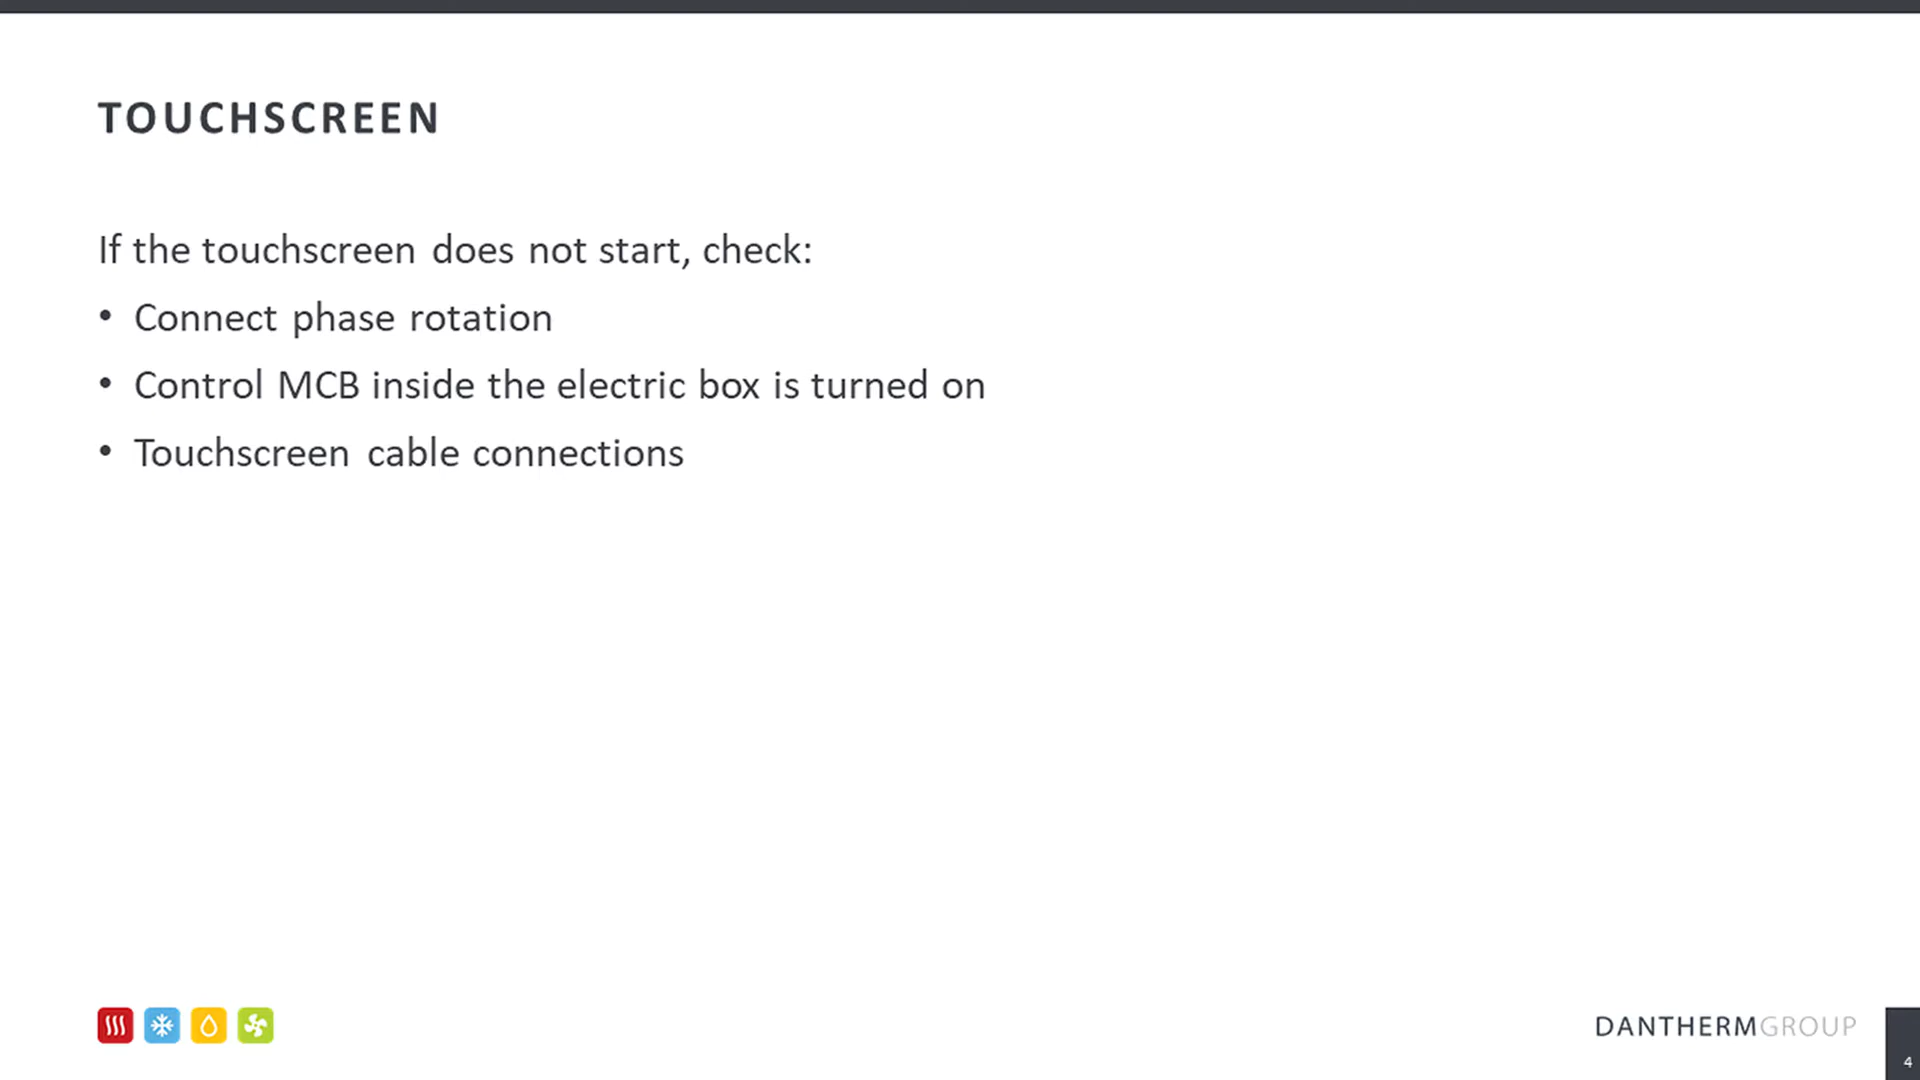 TOUCHSCREEN
If the touchscreen does not start, check:
• Connect phase rotation
• Control MCB inside the electric box is turned on
• Touchscreen cable connections
DANTHERMGROUP
4